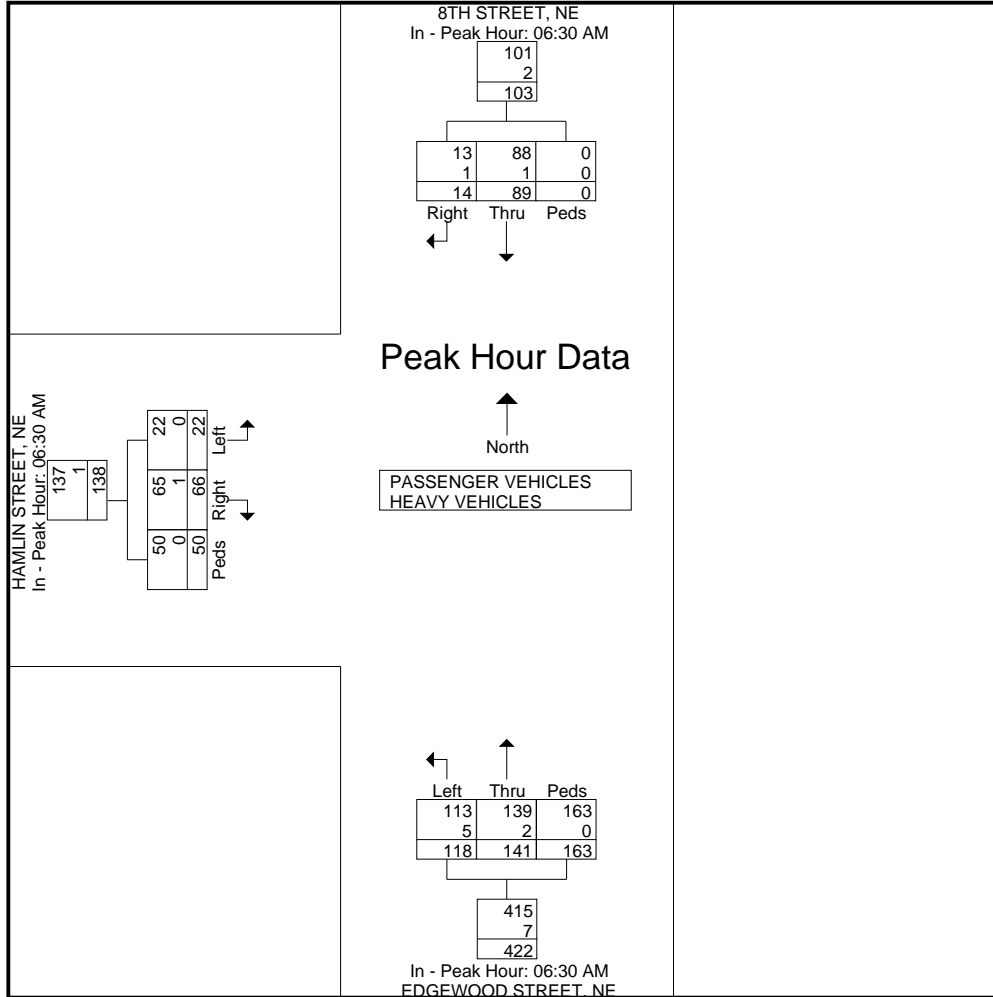 8TH STREET, NE
In - Peak Hour: 06:30 AM
101
2
103
13 88 0
1 1 0
14 89 0
Right Thru Peds
Peak Hour Data
North
PASSENGER VEHICLES
HEAVY VEHICLES
HAMLIN STREET, NE
In - Peak Hour: 06:30 AM
137
1
138
22 0 22
Left
65 1 66
Right
50 0 50
Peds
Left Thru Peds
113 139 163
5 2 0
118 141 163
415
7
422
In - Peak Hour: 06:30 AM
EDGEWOOD STREET, NE